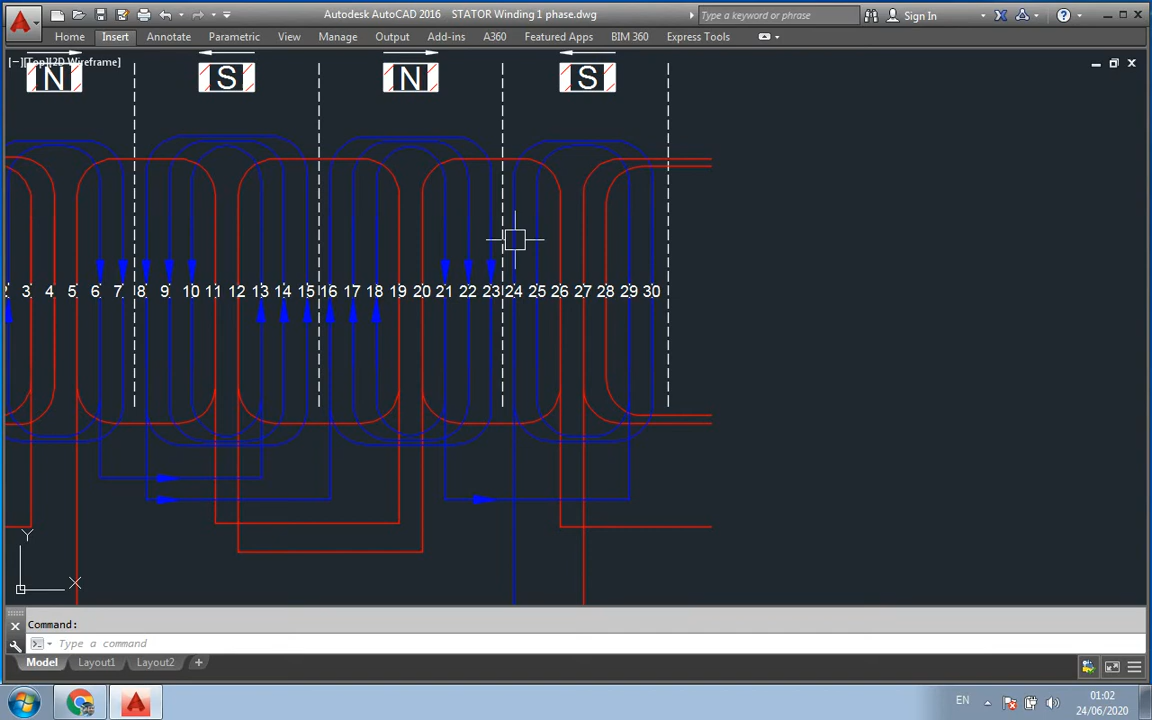 Autodesk AutoCAD 2016 STATOR Winding 1 phase.dwg
Type a keyword or phrase
Sign In
Home Insert Annotate Parametric View Manage Output Add-ins A360 Featured Apps BIM 360 Express Tools
[−][Top][2D Wireframe]
N S N S
2 3 4 5 6 7 8 9 10 11 12 13 14 15 16 17 18 19 20 21 22 23 24 25 26 27 28 29 30
Y
X
Command:
Type a command
Model Layout1 Layout2 +
EN
01:02
24/06/2020